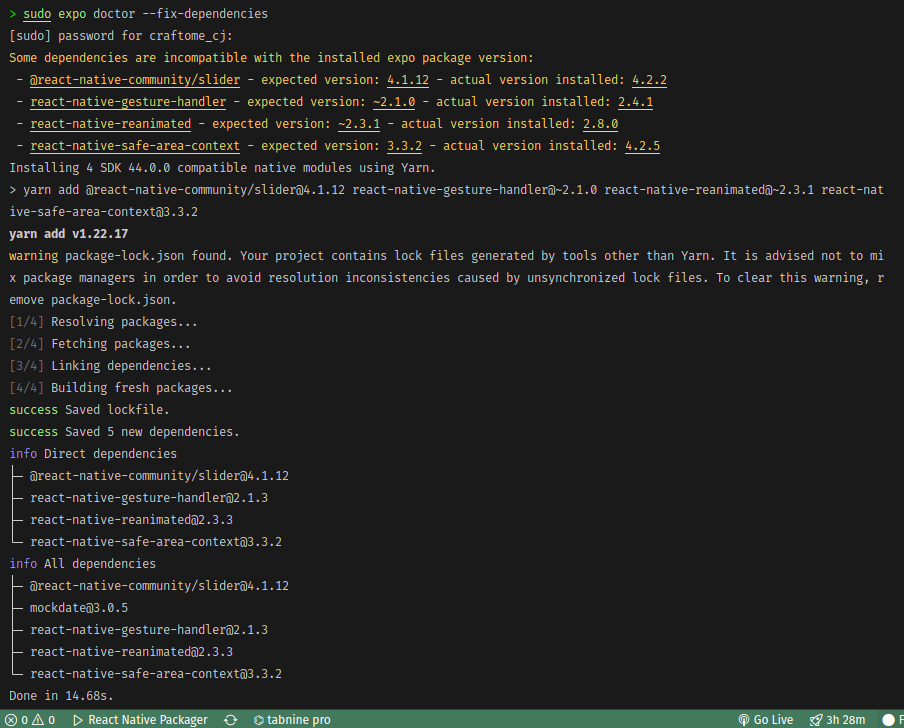 > sudo expo doctor --fix-dependencies
[sudo] password for craftome_cj:
Some dependencies are incompatible with the installed expo package version:
- @react-native-community/slider - expected version: 4.1.12 - actual version installed: 4.2.2
- react-native-gesture-handler - expected version: ~2.1.0 - actual version installed: 2.4.1
- react-native-reanimated - expected version: ~2.3.1 - actual version installed: 2.8.0
- react-native-safe-area-context - expected version: 3.3.2 - actual version installed: 4.2.5
Installing 4 SDK 44.0.0 compatible native modules using Yarn.
> yarn add @react-native-community/slider@4.1.12 react-native-gesture-handler@~2.1.0 react-native-reanimated@~2.3.1 react-nat
ive-safe-area-context@3.3.2
yarn add v1.22.17
warning package-lock.json found. Your project contains lock files generated by tools other than Yarn. It is advised not to mi
x package managers in order to avoid resolution inconsistencies caused by unsynchronized lock files. To clear this warning, r
emove package-lock.json.
[1/4] Resolving packages...
[2/4] Fetching packages...
[3/4] Linking dependencies...
[4/4] Building fresh packages...
success Saved lockfile.
success Saved 5 new dependencies.
info Direct dependencies
├─ @react-native-community/slider@4.1.12
├─ react-native-gesture-handler@2.1.3
├─ react-native-reanimated@2.3.3
└─ react-native-safe-area-context@3.3.2
info All dependencies
├─ @react-native-community/slider@4.1.12
├─ mockdate@3.0.5
├─ react-native-gesture-handler@2.1.3
├─ react-native-reanimated@2.3.3
└─ react-native-safe-area-context@3.3.2
Done in 14.68s.
0 0 React Native Packager tabnine pro Go Live 3h 28m F